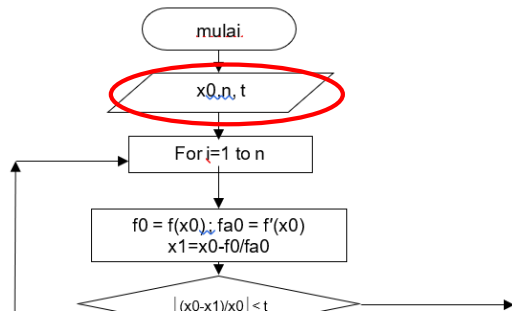 mulai
x0,n, t
For i=1 to n
f0 = f(x0) ; fa0 = f'(x0)
x1=x0-f0/fa0
|(x0-x1)/x0| < t